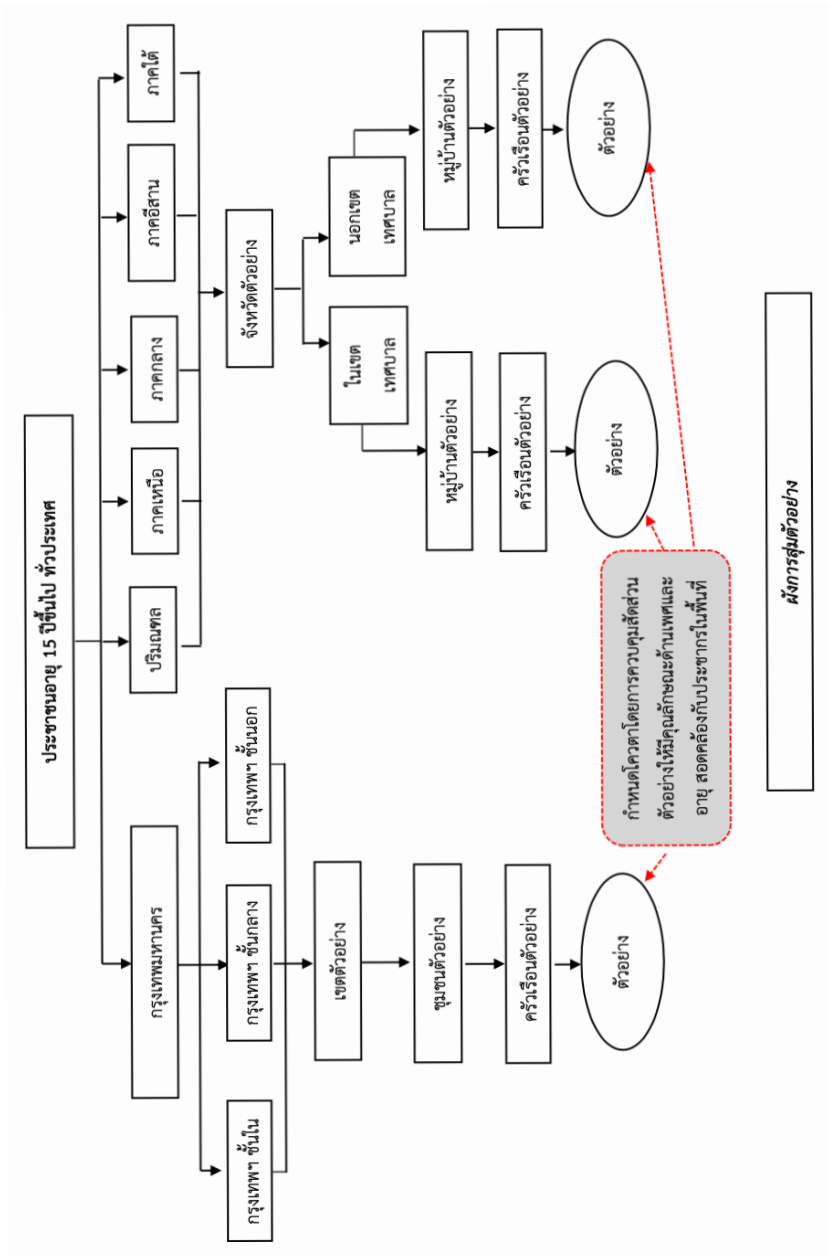 ประชาชนอายุ 15 ปีขึ้นไป ทั่วประเทศ
กรุงเทพมหานคร
ปริมณฑล
ภาคเหนือ
ภาคกลาง
ภาคอีสาน
ภาคใต้
กรุงเทพฯ ชั้นใน
กรุงเทพฯ ชั้นกลาง
กรุงเทพฯ ชั้นนอก
จังหวัดตัวอย่าง
เขตตัวอย่าง
ในเขต
เทศบาล
นอกเขต
เทศบาล
ชุมชนตัวอย่าง
หมู่บ้านตัวอย่าง
หมู่บ้านตัวอย่าง
ครัวเรือนตัวอย่าง
ครัวเรือนตัวอย่าง
ครัวเรือนตัวอย่าง
ตัวอย่าง
ตัวอย่าง
ตัวอย่าง
กำหนดโควตาโดยการควบคุมสัดส่วน
ตัวอย่างให้มีคุณลักษณะด้านเพศและ
อายุ สอดคล้องกับประชากรในพื้นที่
ผังการสุ่มตัวอย่าง